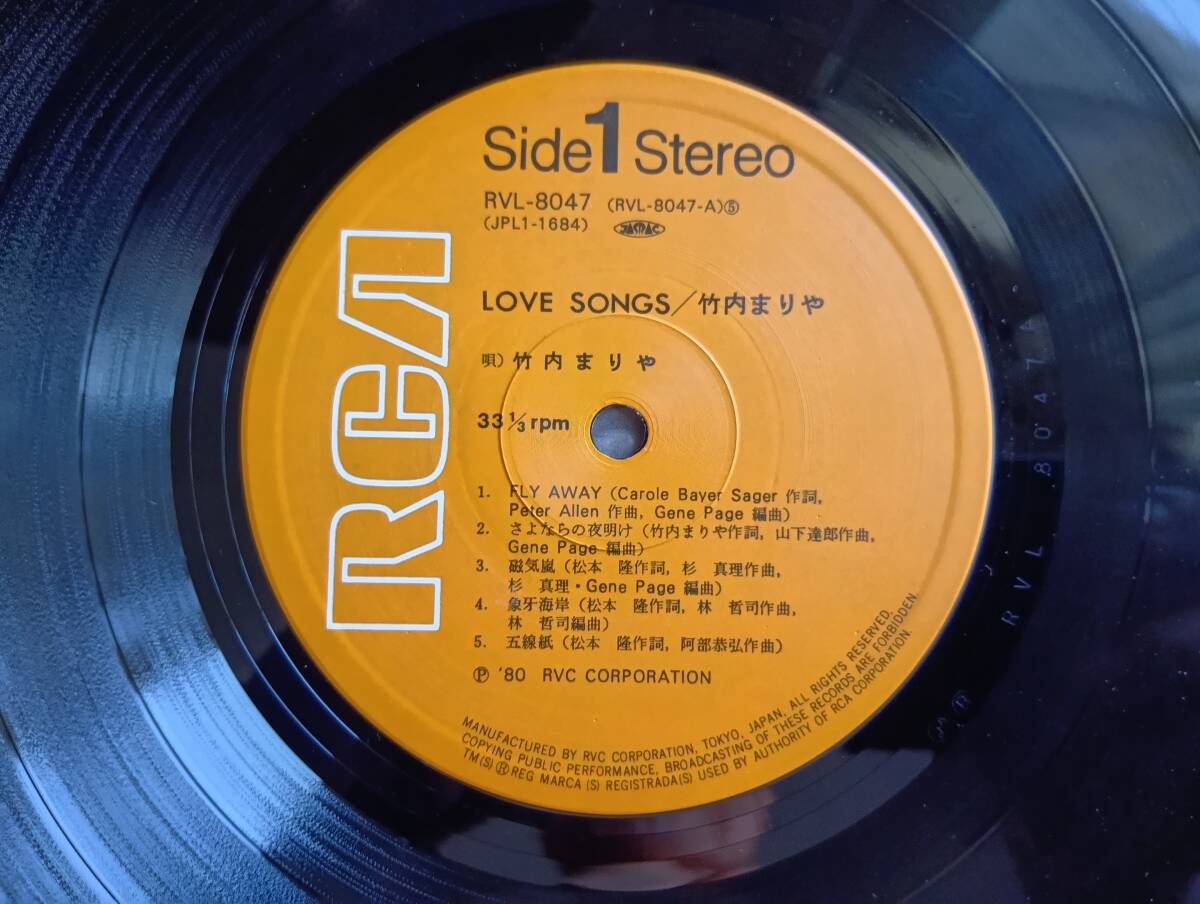 Side 1 Stereo
RVL-8047 (RVL-8047-A)⑤
(JPL1-1684) JASRAC
LOVE SONGS/竹内まりや
唄) 竹内まりや
33 1/3 rpm
1. FLY AWAY (Carole Bayer Sager 作詞,
Peter Allen 作曲, Gene Page 編曲)
2. さよならの夜明け (竹内まりや作詞, 山下達郎作曲,
Gene Page 編曲)
3. 磁気嵐 (松本 隆作詞, 杉 真理作曲,
杉 真理・Gene Page 編曲)
4. 象牙海岸 (松本 隆作詞, 林 哲司作曲,
林 哲司編曲)
5. 五線紙 (松本 隆作詞, 阿部恭弘作曲)
Ⓟ '80 RVC CORPORATION
MANUFACTURED BY RVC CORPORATION, TOKYO, JAPAN. ALL RIGHTS RESERVED.
COPYING PUBLIC PERFORMANCE, BROADCASTING OF THESE RECORDS ARE FORBIDDEN.
TM(S) ® REG MARCA (S) REGISTRADA(S) USED BY AUTHORITY OF RCA CORPORATION.
RCA
RVL 8047A